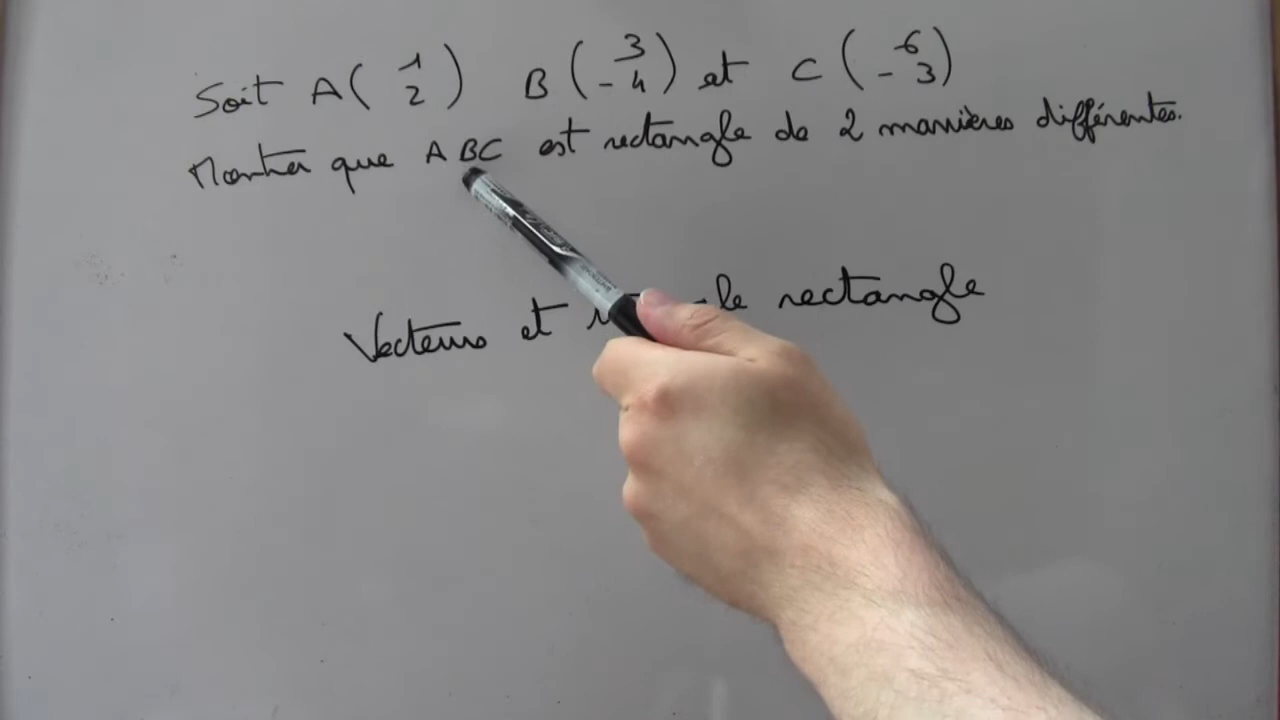 Soit A ( 1 2 ) B ( 3 - 4 ) et C ( 6 - 3 )
Montrer que ABC est rectangle de 2 manières différentes.
Vecteurs et rectangle